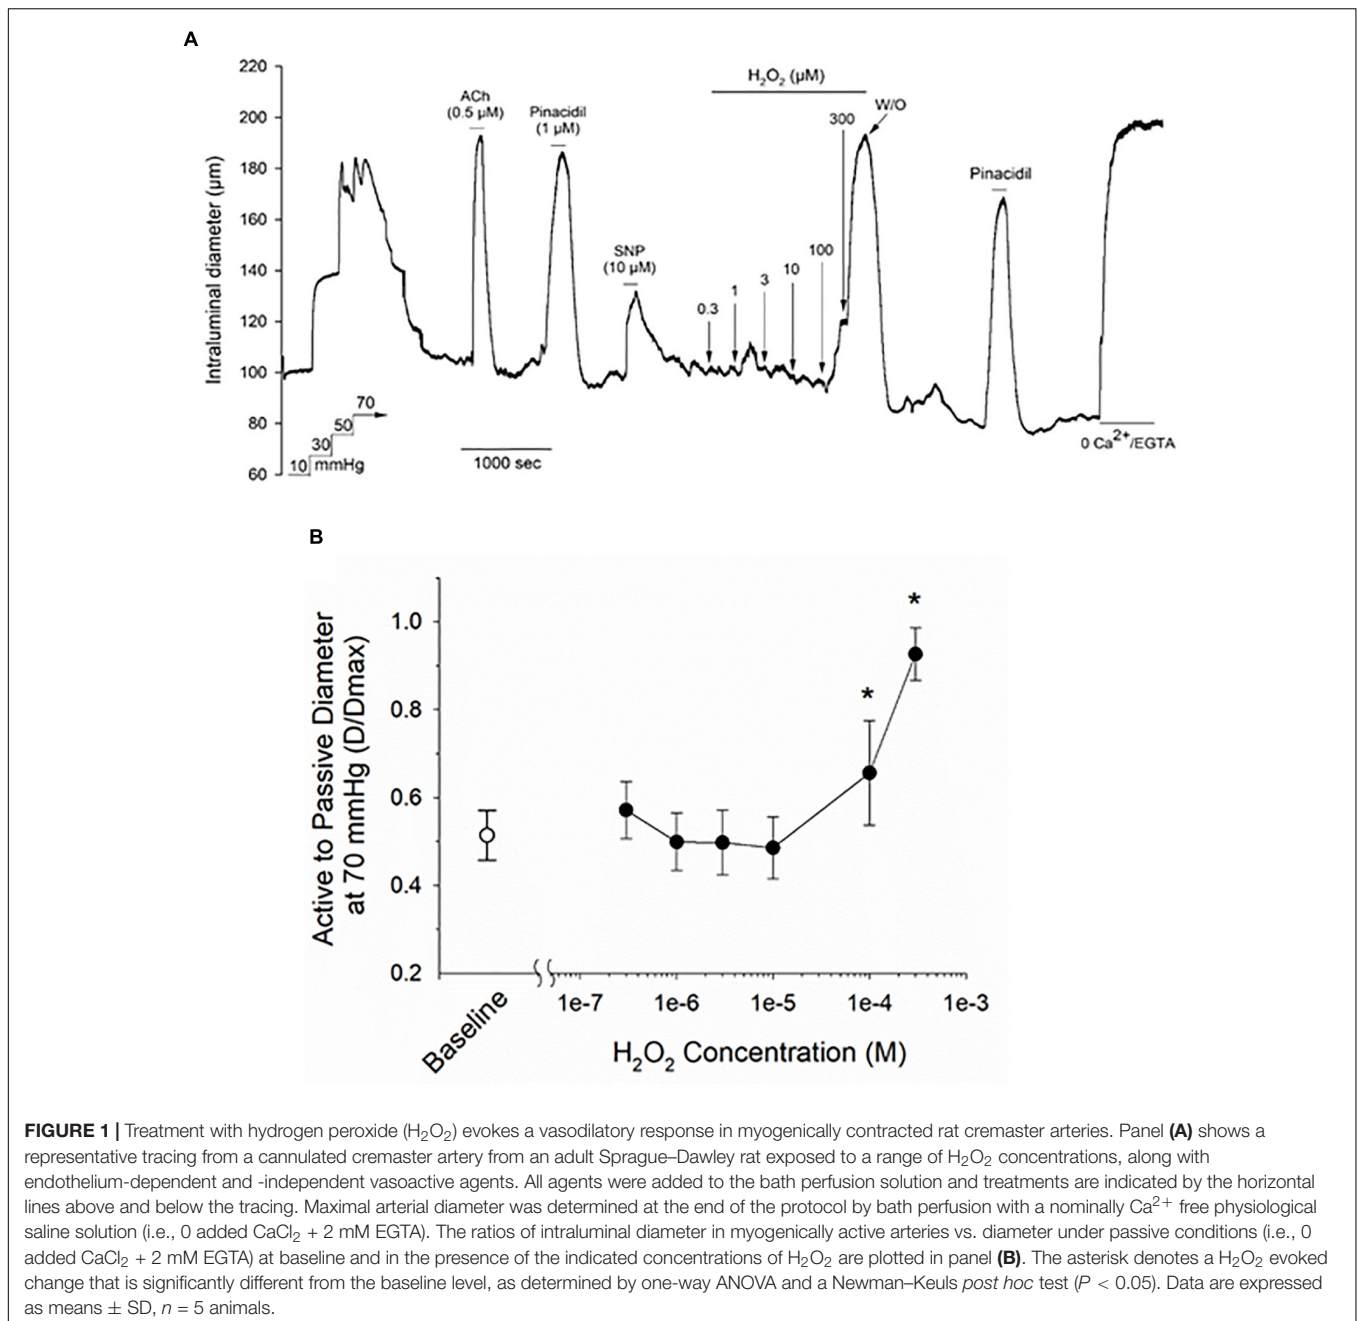 A
220
200
180
160
140
120
100
80
60
Intraluminal diameter (µm)
ACh
(0.5 µM)
Pinacidil
(1 µM)
SNP
(10 µM)
H₂O₂ (µM)
0.3
1
3
10
100
300
W/O
Pinacidil
10
30
50
70
mmHg
1000 sec
0 Ca²⁺/EGTA
B
Active to Passive Diameter
at 70 mmHg (D/Dmax)
1.0
0.8
0.6
0.4
0.2
*
*
Baseline
1e-7
1e-6
1e-5
1e-4
1e-3
H₂O₂ Concentration (M)
FIGURE 1 | Treatment with hydrogen peroxide (H₂O₂) evokes a vasodilatory response in myogenically contracted rat cremaster arteries. Panel (A) shows a
representative tracing from a cannulated cremaster artery from an adult Sprague–Dawley rat exposed to a range of H₂O₂ concentrations, along with
endothelium-dependent and -independent vasoactive agents. All agents were added to the bath perfusion solution and treatments are indicated by the horizontal
lines above and below the tracing. Maximal arterial diameter was determined at the end of the protocol by bath perfusion with a nominally Ca²⁺ free physiological
saline solution (i.e., 0 added CaCl₂ + 2 mM EGTA). The ratios of intraluminal diameter in myogenically active arteries vs. diameter under passive conditions (i.e., 0
added CaCl₂ + 2 mM EGTA) at baseline and in the presence of the indicated concentrations of H₂O₂ are plotted in panel (B). The asterisk denotes a H₂O₂ evoked
change that is significantly different from the baseline level, as determined by one-way ANOVA and a Newman–Keuls post hoc test (P < 0.05). Data are expressed
as means ± SD, n = 5 animals.